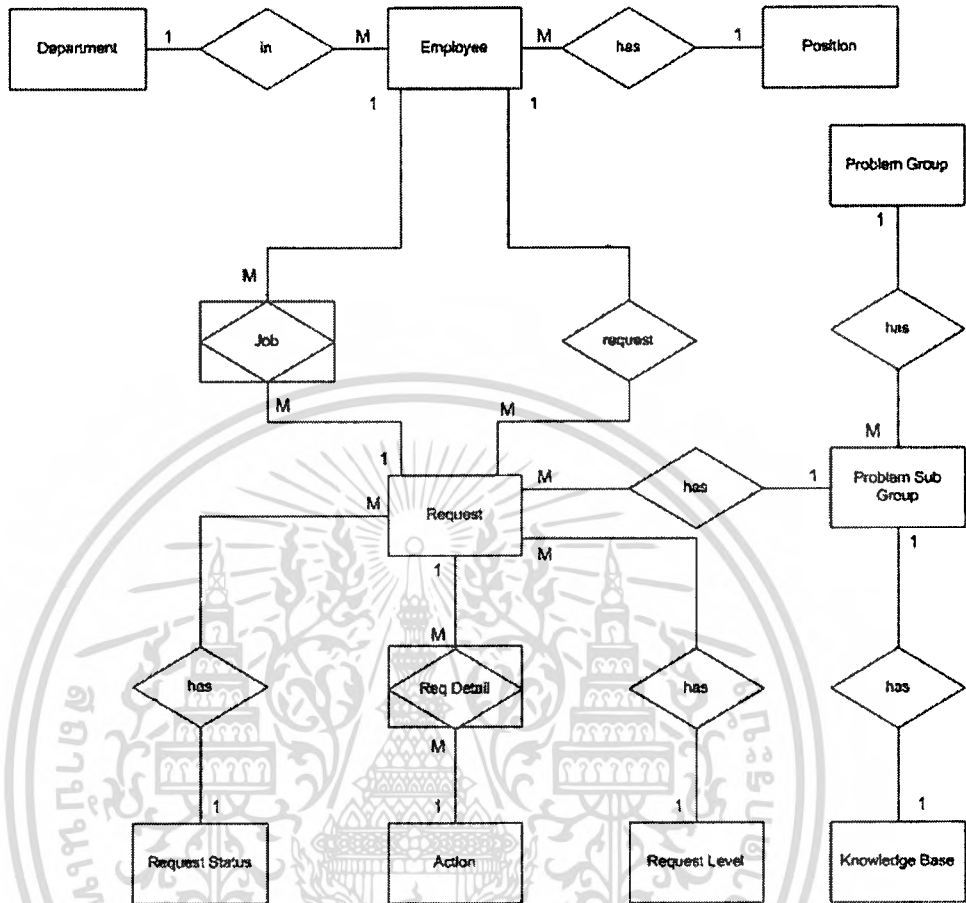 Department
1
in
M
Employee
M
has
1
Position
1
1
Problem Group
1
M
Job
request
has
M
M
M
1
Request
M
has
1
Problem Sub
Group
M
M
1
1
M
has
Req Detail
has
has
M
1
1
1
1
Request Status
Action
Request Level
Knowledge Base